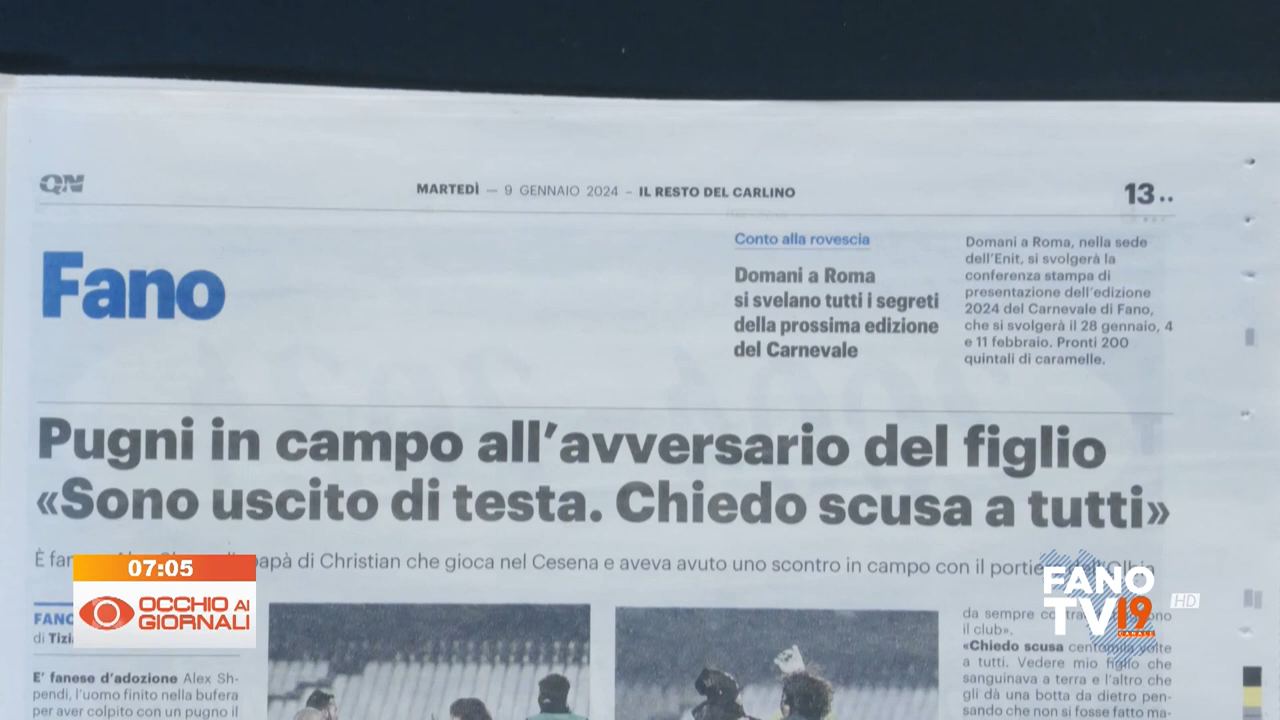 QN
MARTEDÌ — 9 GENNAIO 2024 – IL RESTO DEL CARLINO
13..
Fano
Conto alla rovescia
Domani a Roma
si svelano tutti i segreti
della prossima edizione
del Carnevale
Domani a Roma, nella sede
dell'Enit, si svolgerà la
conferenza stampa di
presentazione dell'edizione
2024 del Carnevale di Fano,
che si svolgerà il 28 gennaio, 4
e 11 febbraio. Pronti 200
quintali di caramelle.
Pugni in campo all'avversario del figlio
«Sono uscito di testa. Chiedo scusa a tutti»
È papà di Christian che gioca nel Cesena e aveva avuto uno scontro in campo con il
FANO
di
E' fanese d'adozione Alex Sh-
pendi, l'uomo finito nella bufera
per aver colpito con un pugno il
da sempre
il club».
«Chiedo scusa
a tutti. Vedere mio figlio che
sanguinava a terra e l'altro che
gli dà una botta da dietro pen-
sando che non si fosse fatto ma-
07:05
OCCHIO AI
GIORNALI
FANO
TV19
CANALE
HD